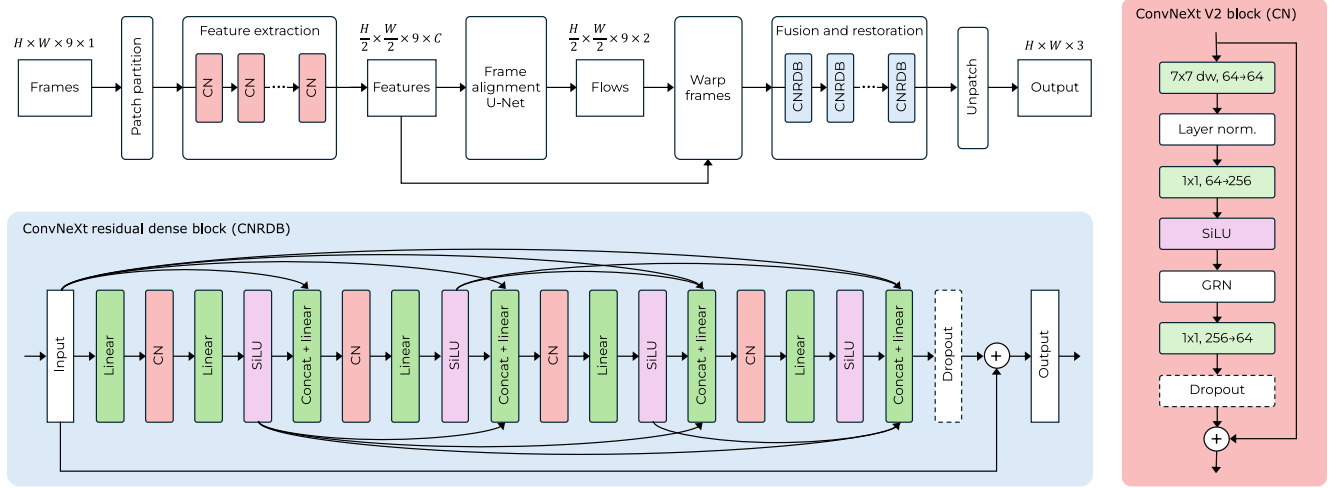 H × W × 9 × 1
Frames
Patch partition
Feature extraction
CN
CN
CN
H/2 × W/2 × 9 × C
Features
Frame
alignment
U-Net
H/2 × W/2 × 9 × 2
Flows
Warp
frames
Fusion and restoration
CNRDB
CNRDB
CNRDB
Unpatch
H × W × 3
Output
ConvNeXt residual dense block (CNRDB)
Input
Linear
CN
Linear
SiLU
Concat + linear
CN
Linear
SiLU
Concat + linear
CN
Linear
SiLU
Concat + linear
CN
Linear
SiLU
Concat + linear
Dropout
+
Output
ConvNeXt V2 block (CN)
7x7 dw, 64→64
Layer norm.
1x1, 64→256
SiLU
GRN
1x1, 256→64
Dropout
+